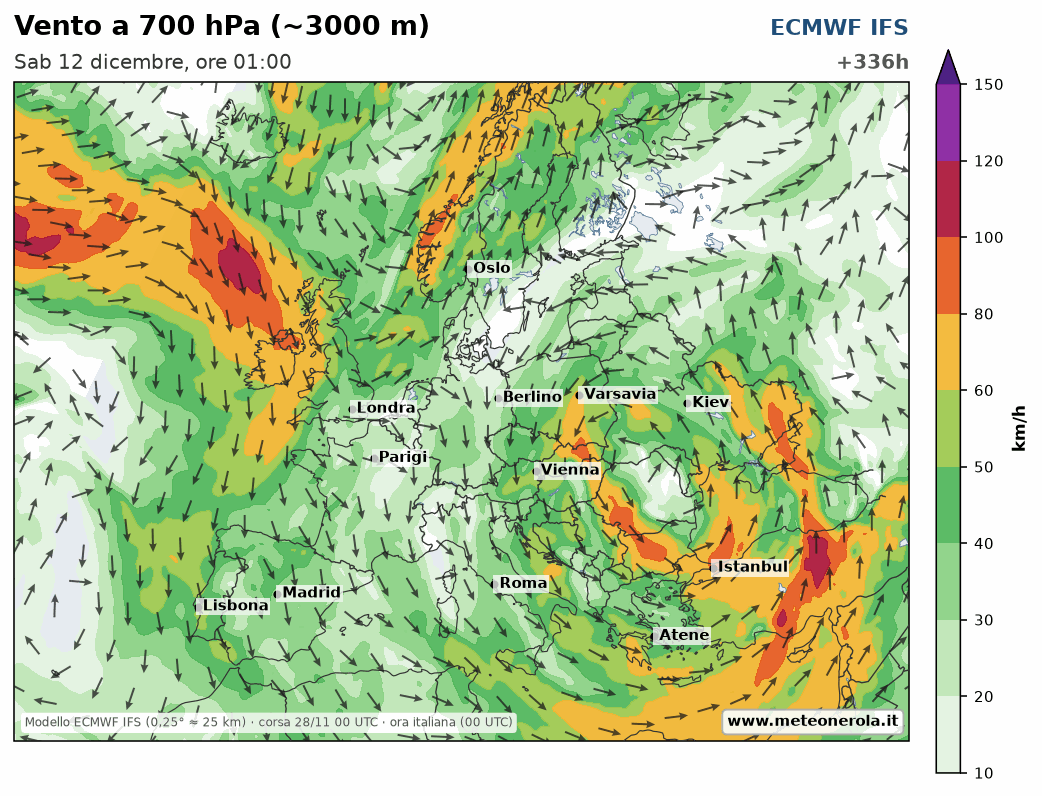 Vento a 700 hPa (~3000 m)
ECMWF IFS
Sab 12 dicembre, ore 01:00
+336h
150
120
100
80
60
50
40
30
20
10
km/h
Oslo
Londra
Berlino
Varsavia
Kiev
Parigi
Vienna
Istanbul
Roma
Madrid
Lisbona
Atene
Modello ECMWF IFS (0,25° ≈ 25 km) · corsa 28/11 00 UTC · ora italiana (00 UTC)
www.meteonerola.it